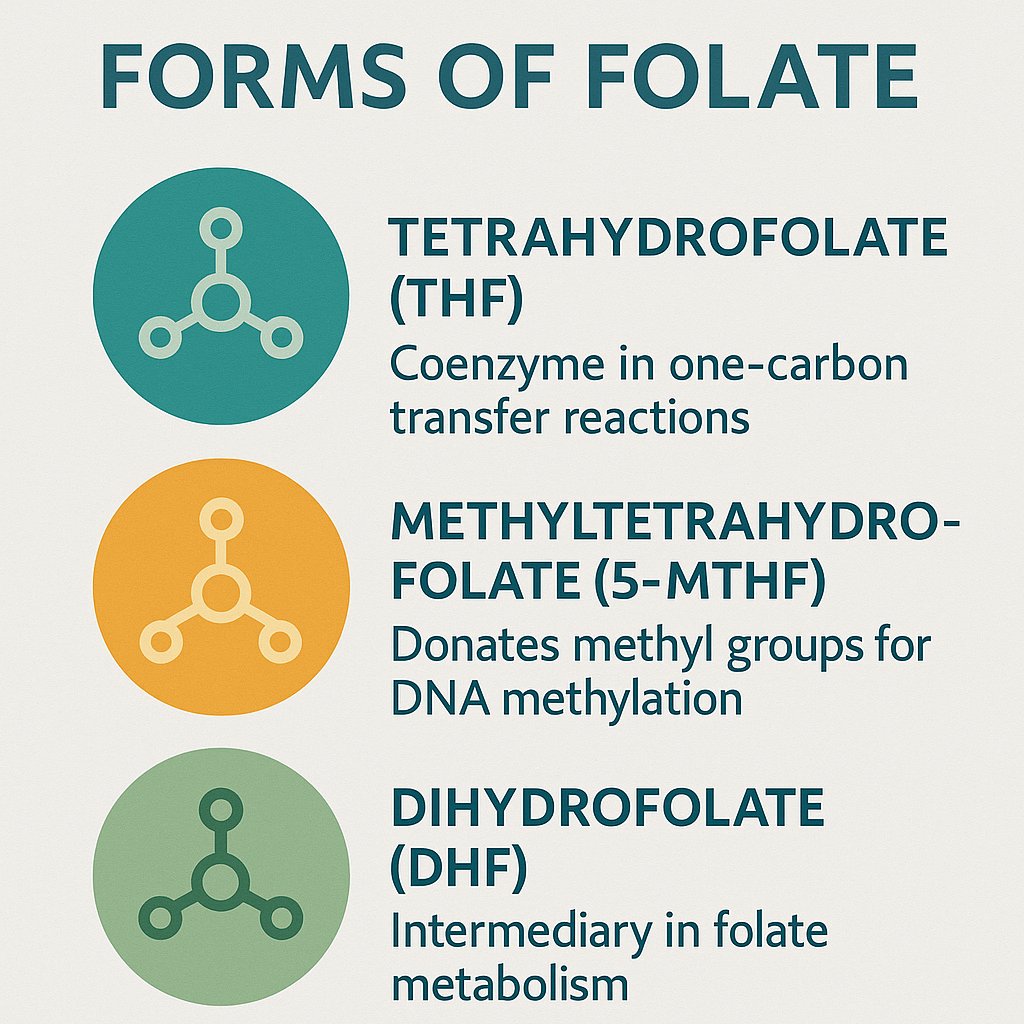 FORMS OF FOLATE
TETRAHYDROFOLATE
(THF)
Coenzyme in one-carbon
transfer reactions
METHYLTETRAHYDRO-
FOLATE (5-MTHF)
Donates methyl groups for
DNA methylation
DIHYDROFOLATE
(DHF)
Intermediary in folate
metabolism